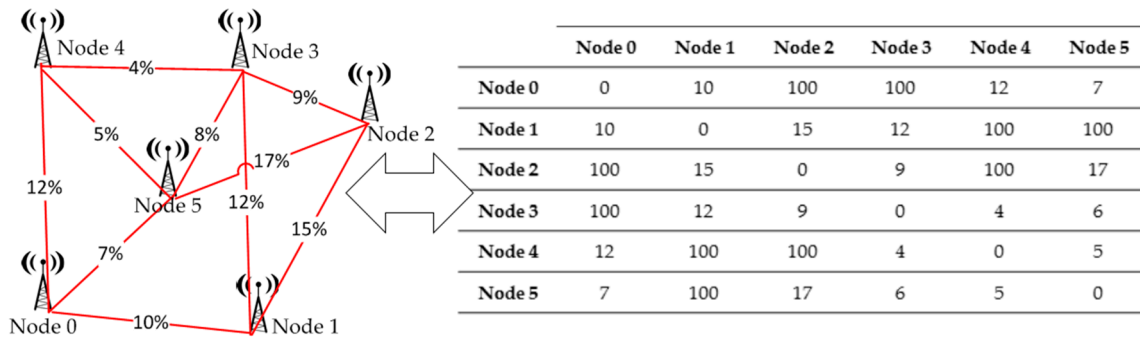 Node 4
Node 3
4%
9%
Node 2
5%
8%
17%
Node 5
12%
12%
15%
7%
Node 0
10%
Node 1
Node 0 Node 1 Node 2 Node 3 Node 4 Node 5
Node 0 0 10 100 100 12 7
Node 1 10 0 15 12 100 100
Node 2 100 15 0 9 100 17
Node 3 100 12 9 0 4 6
Node 4 12 100 100 4 0 5
Node 5 7 100 17 6 5 0